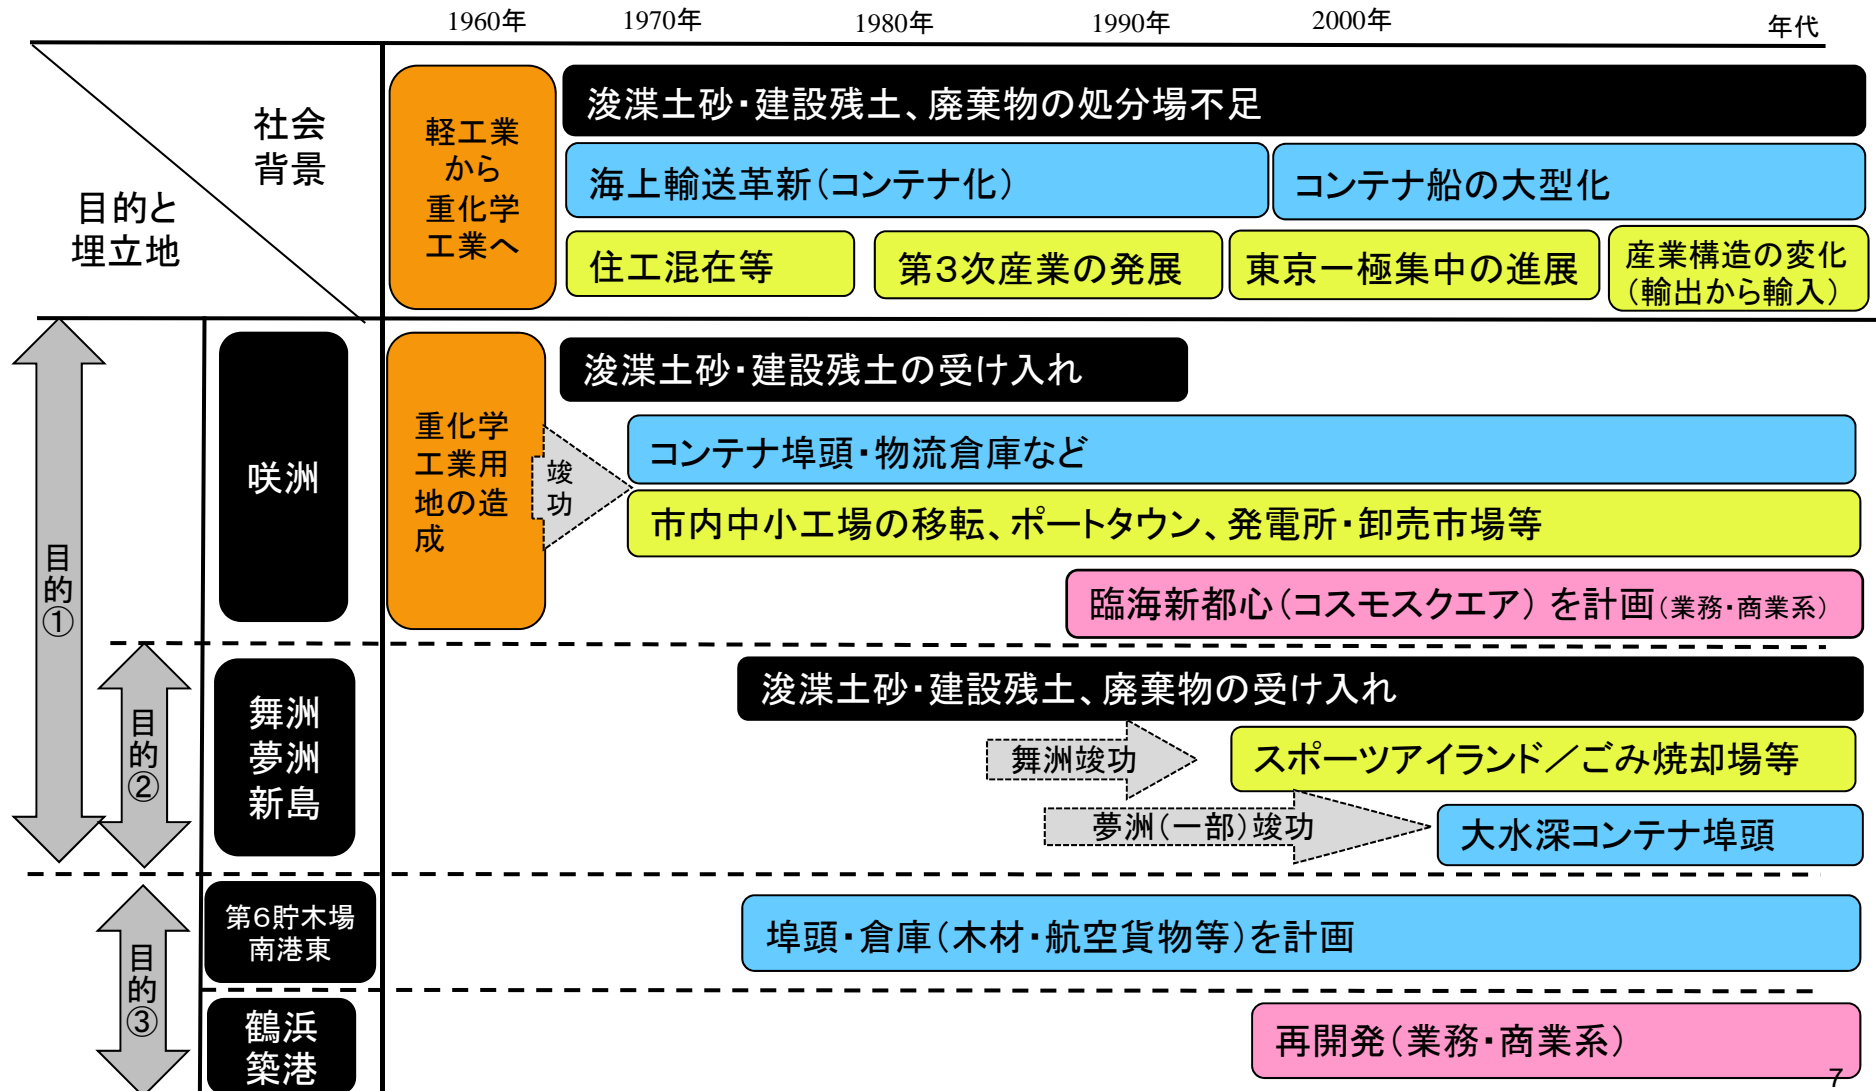 1960年
1970年
1980年
1990年
2000年
年代
社会
背景
目的と
埋立地
軽工業
から
重化学
工業へ
浚渫土砂・建設残土、廃棄物の処分場不足
海上輸送革新（コンテナ化）
コンテナ船の大型化
住工混在等
第３次産業の発展
東京一極集中の進展
産業構造の変化
（輸出から輸入）
目的①
咲洲
重化学
工業用
地の造
成
竣功
浚渫土砂・建設残土の受け入れ
コンテナ埠頭・物流倉庫など
市内中小工場の移転、ポートタウン、発電所・卸売市場等
臨海新都心（コスモスクエア）を計画（業務・商業系）
目的②
舞洲
夢洲
新島
浚渫土砂・建設残土、廃棄物の受け入れ
舞洲竣功
スポーツアイランド／ごみ焼却場等
夢洲（一部）竣功
大水深コンテナ埠頭
目的③
第６貯木場
南港東
埠頭・倉庫（木材・航空貨物等）を計画
鶴浜
築港
再開発（業務・商業系）
7